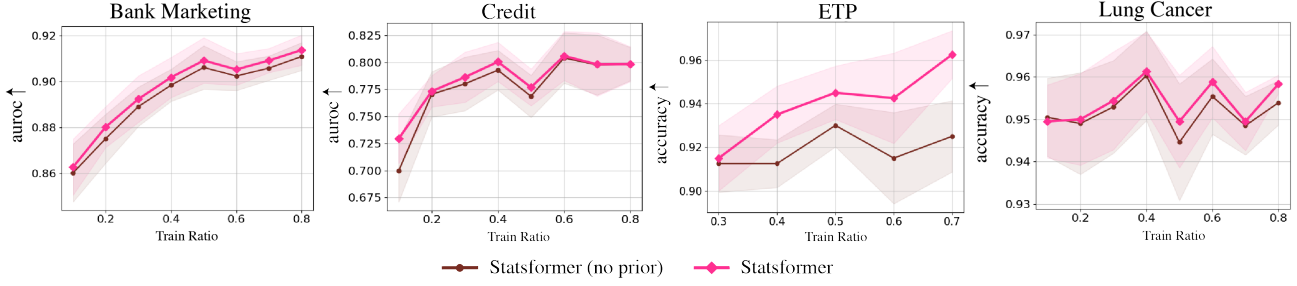 Bank Marketing
auroc ↑
0.92
0.90
0.88
0.86
0.2
0.4
0.6
0.8
Train Ratio
Credit
auroc ↑
0.825
0.800
0.775
0.750
0.725
0.700
0.675
0.2
0.4
0.6
0.8
Train Ratio
ETP
accuracy ↑
0.96
0.94
0.92
0.90
0.3
0.4
0.5
0.6
0.7
Train Ratio
Lung Cancer
accuracy ↑
0.97
0.96
0.95
0.94
0.93
0.2
0.4
0.6
0.8
Train Ratio
Statsformer (no prior)
Statsformer